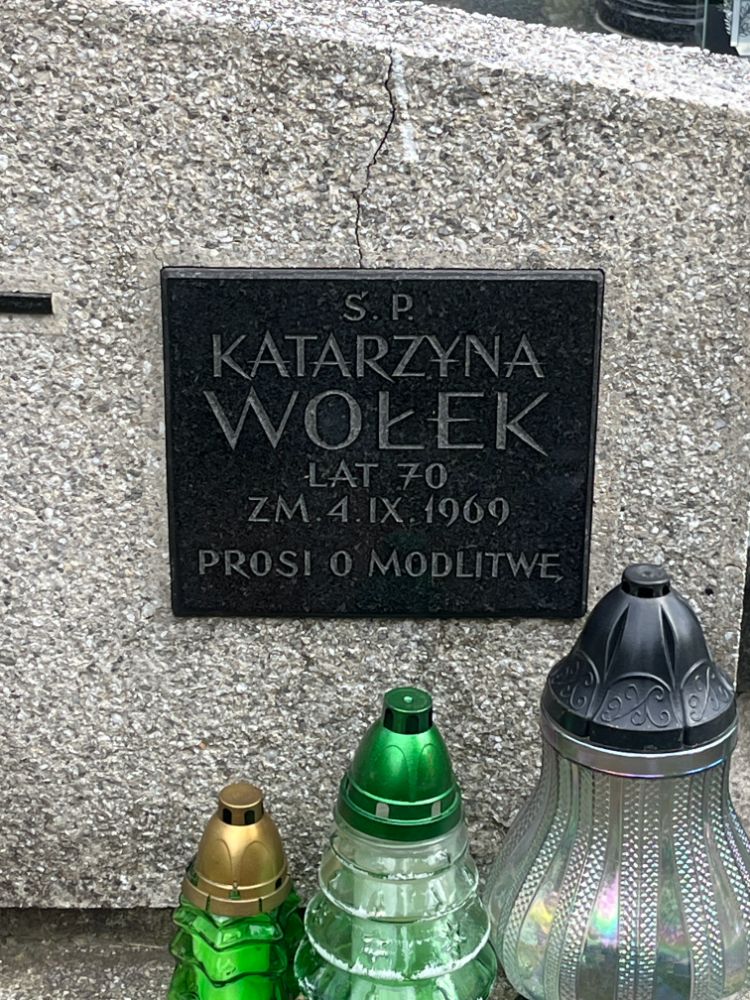 Ś. P.
KATARZYNA
WOŁEK
LAT 70
ZM. 4. IX. 1969
PROSI O MODLITWĘ